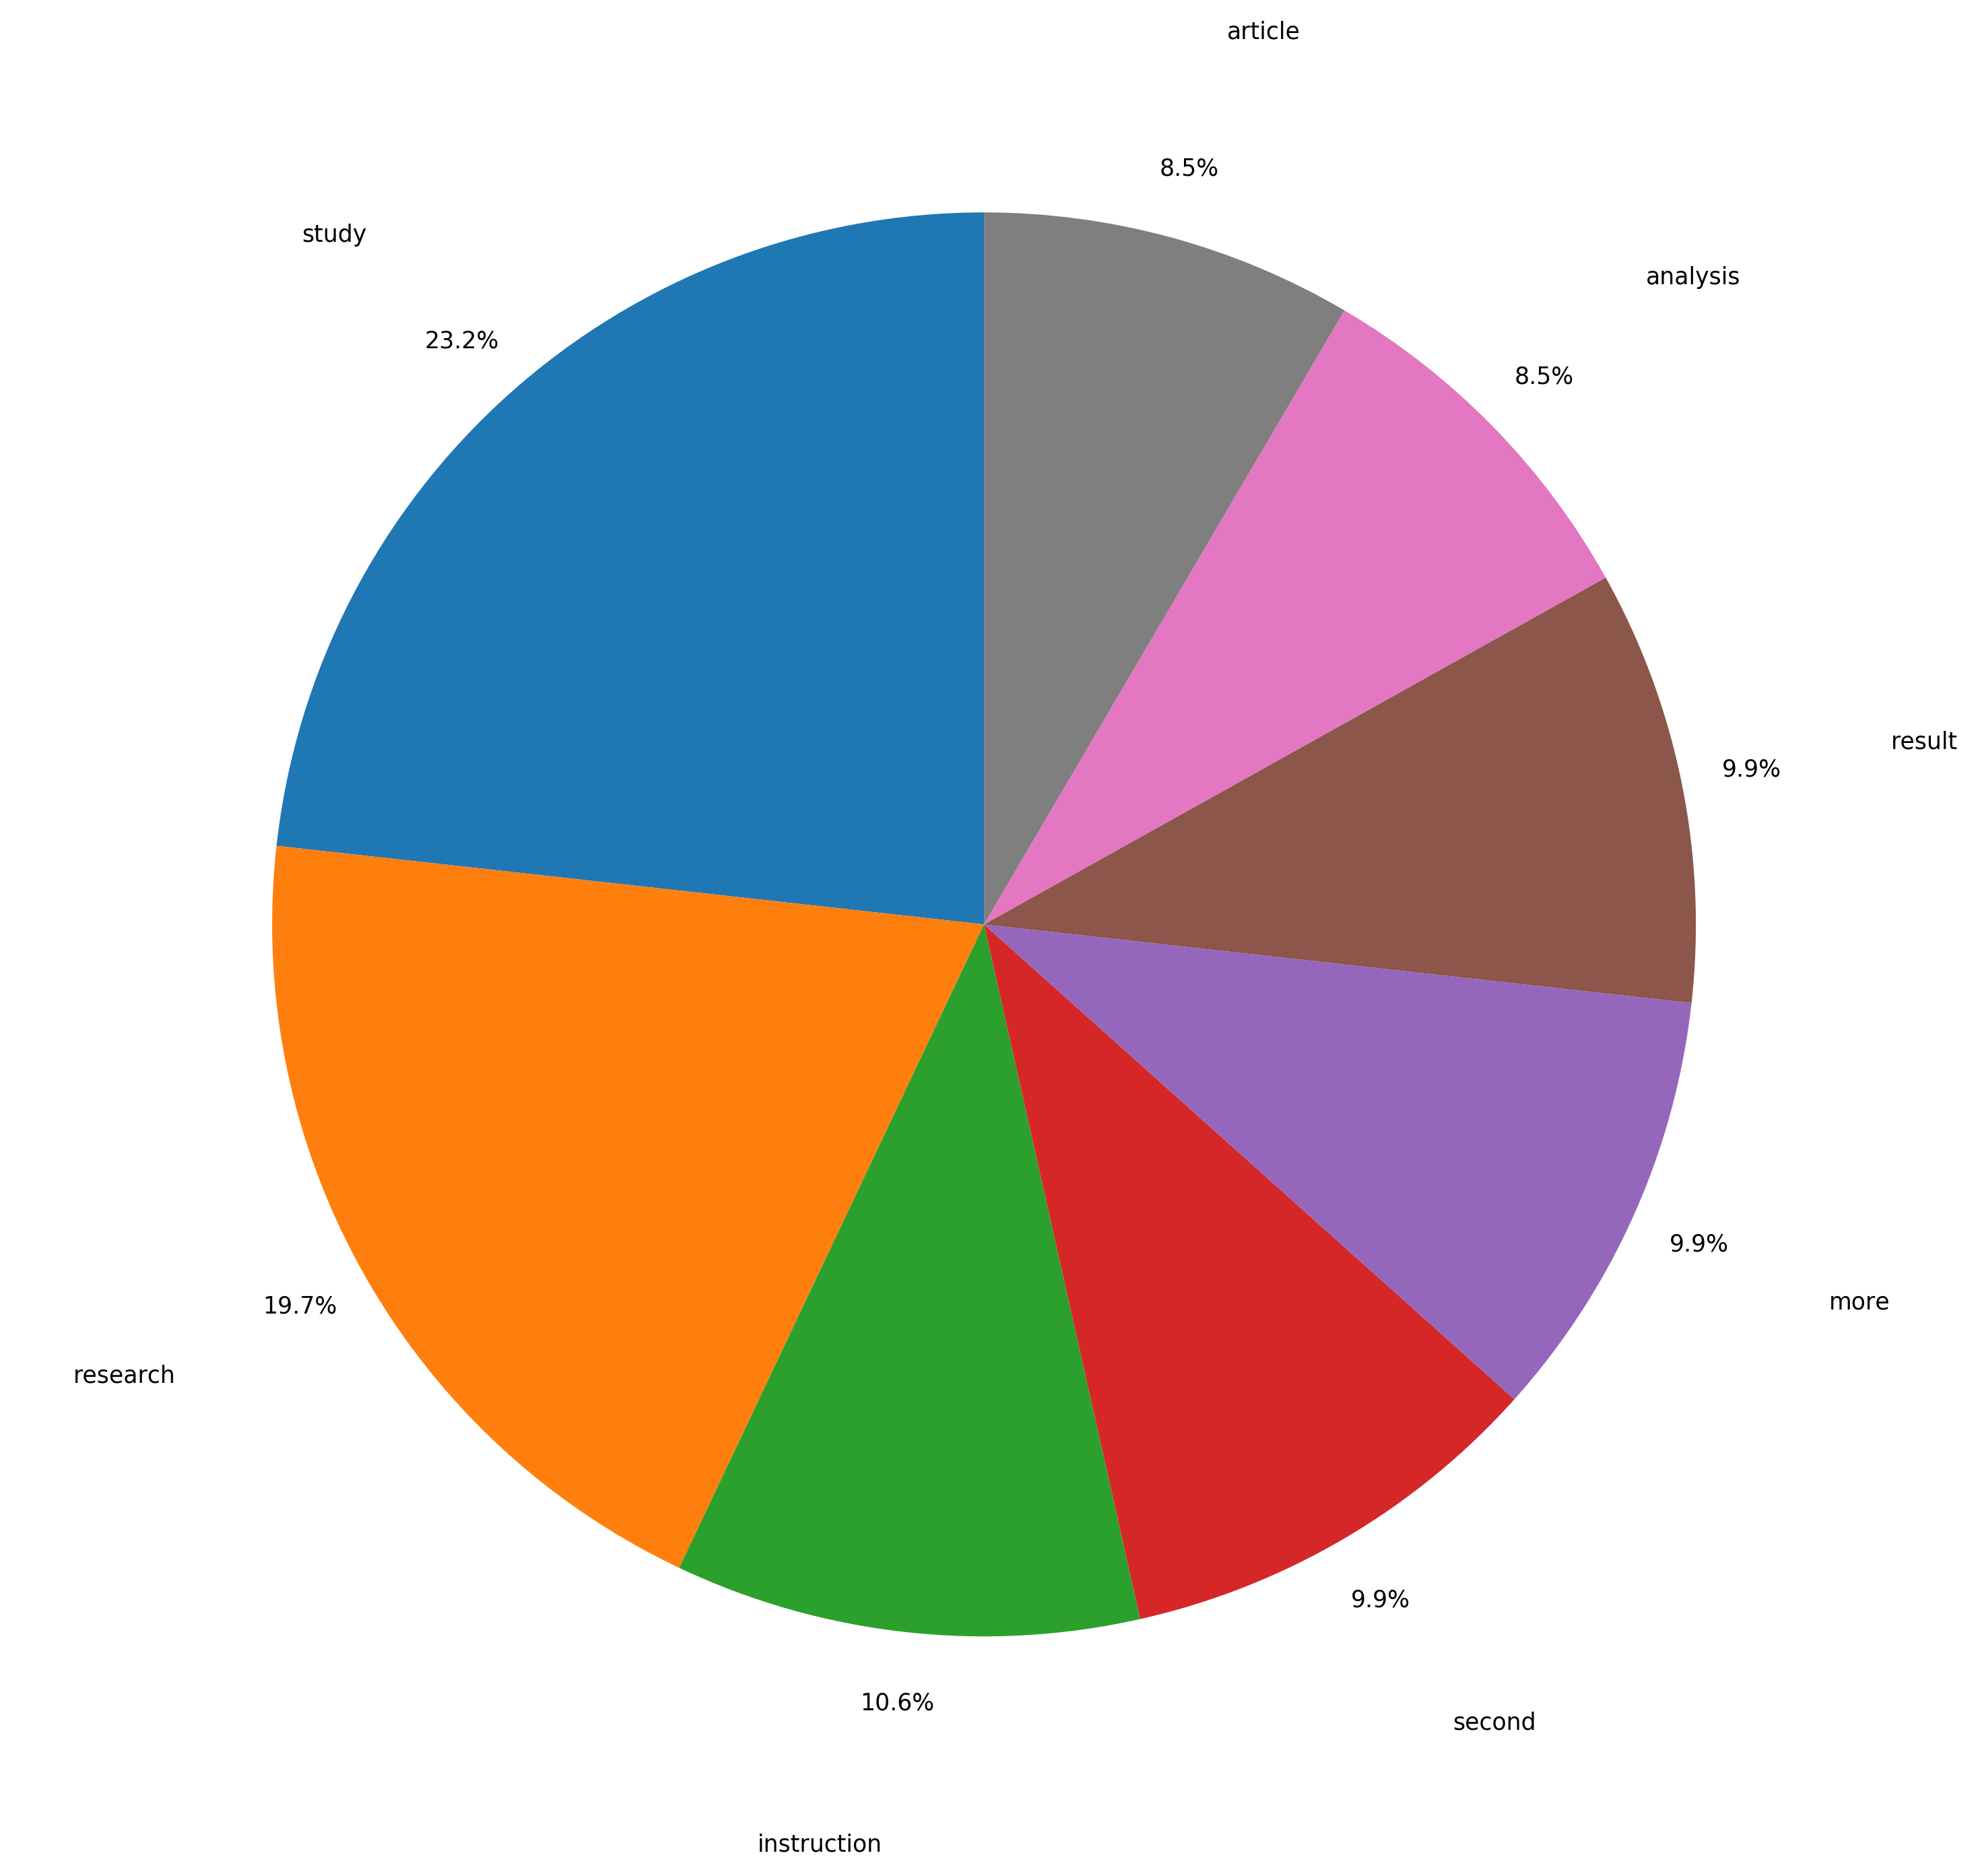 article
8.5%
study
analysis
23.2%
8.5%
result
9.9%
9.9%
more
19.7%
research
9.9%
10.6%
second
instruction